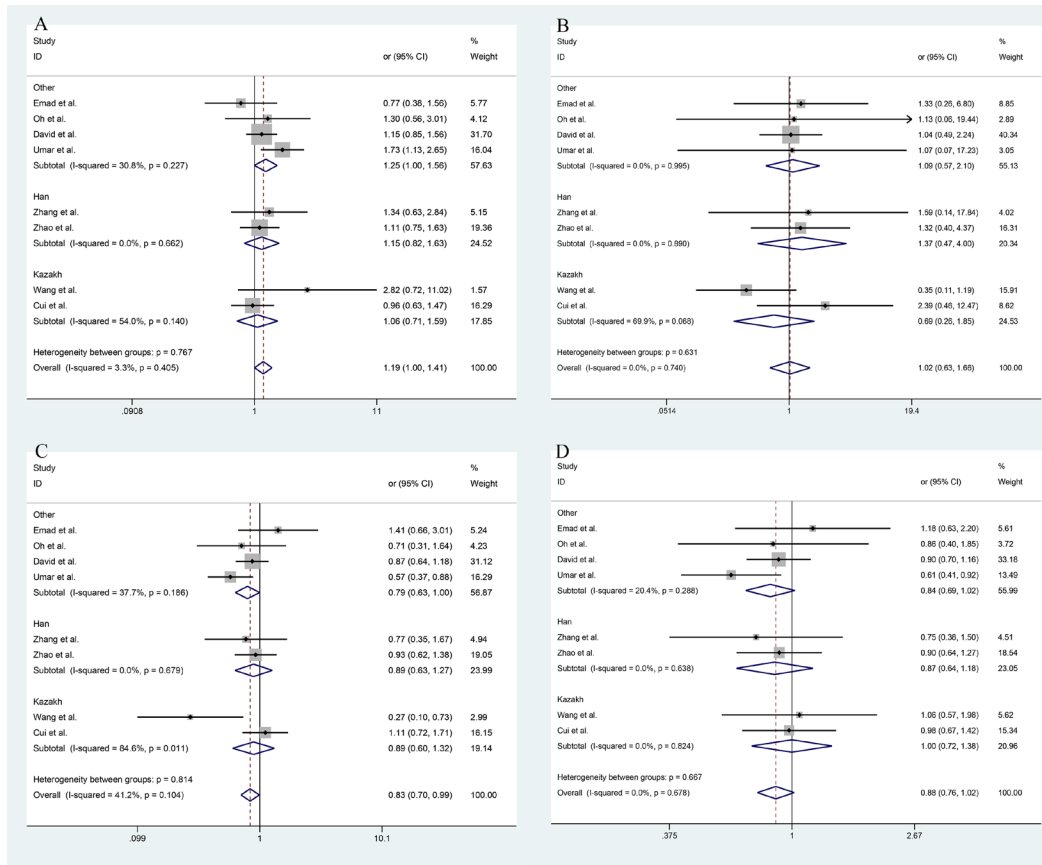 A
Study %
ID or (95% CI) Weight
Other
Emad et al. 0.77 (0.38, 1.56) 5.77
Oh et al. 1.30 (0.56, 3.01) 4.12
David et al. 1.15 (0.85, 1.56) 31.70
Umar et al. 1.73 (1.13, 2.65) 16.04
Subtotal (I-squared = 30.8%, p = 0.227) 1.25 (1.00, 1.56) 57.63
Han
Zhang et al. 1.34 (0.63, 2.84) 5.15
Zhao et al. 1.11 (0.75, 1.63) 19.36
Subtotal (I-squared = 0.0%, p = 0.662) 1.15 (0.82, 1.63) 24.52
Kazakh
Wang et al. 2.82 (0.72, 11.02) 1.57
Cui et al. 0.96 (0.63, 1.47) 16.29
Subtotal (I-squared = 54.0%, p = 0.140) 1.06 (0.71, 1.59) 17.85
Heterogeneity between groups: p = 0.767
Overall (I-squared = 3.3%, p = 0.405) 1.19 (1.00, 1.41) 100.00
.0908 1 11
B
Study %
ID or (95% CI) Weight
Other
Emad et al. 1.33 (0.26, 6.80) 8.85
Oh et al. 1.13 (0.06, 19.44) 2.89
David et al. 1.04 (0.49, 2.24) 40.34
Umar et al. 1.07 (0.07, 17.23) 3.05
Subtotal (I-squared = 0.0%, p = 0.995) 1.09 (0.57, 2.10) 55.13
Han
Zhang et al. 1.59 (0.14, 17.84) 4.02
Zhao et al. 1.32 (0.40, 4.37) 16.31
Subtotal (I-squared = 0.0%, p = 0.890) 1.37 (0.47, 4.00) 20.34
Kazakh
Wang et al. 0.35 (0.11, 1.19) 15.91
Cui et al. 2.39 (0.46, 12.47) 8.62
Subtotal (I-squared = 69.9%, p = 0.068) 0.69 (0.26, 1.85) 24.53
Heterogeneity between groups: p = 0.631
Overall (I-squared = 0.0%, p = 0.740) 1.02 (0.63, 1.66) 100.00
.0514 1 19.4
C
Study %
ID or (95% CI) Weight
Other
Emad et al. 1.41 (0.66, 3.01) 5.24
Oh et al. 0.71 (0.31, 1.64) 4.23
David et al. 0.87 (0.64, 1.18) 31.12
Umar et al. 0.57 (0.37, 0.88) 16.29
Subtotal (I-squared = 37.7%, p = 0.186) 0.79 (0.63, 1.00) 56.87
Han
Zhang et al. 0.77 (0.35, 1.67) 4.94
Zhao et al. 0.93 (0.62, 1.38) 19.05
Subtotal (I-squared = 0.0%, p = 0.679) 0.89 (0.63, 1.27) 23.99
Kazakh
Wang et al. 0.27 (0.10, 0.73) 2.99
Cui et al. 1.11 (0.72, 1.71) 16.15
Subtotal (I-squared = 84.6%, p = 0.011) 0.89 (0.60, 1.32) 19.14
Heterogeneity between groups: p = 0.814
Overall (I-squared = 41.2%, p = 0.104) 0.83 (0.70, 0.99) 100.00
.099 1 10.1
D
Study %
ID or (95% CI) Weight
Other
Emad et al. 1.18 (0.63, 2.20) 5.61
Oh et al. 0.86 (0.40, 1.85) 3.72
David et al. 0.90 (0.70, 1.16) 33.18
Umar et al. 0.61 (0.41, 0.92) 13.49
Subtotal (I-squared = 20.4%, p = 0.288) 0.84 (0.69, 1.02) 55.99
Han
Zhang et al. 0.75 (0.38, 1.50) 4.51
Zhao et al. 0.90 (0.64, 1.27) 18.54
Subtotal (I-squared = 0.0%, p = 0.638) 0.87 (0.64, 1.18) 23.05
Kazakh
Wang et al. 1.06 (0.57, 1.98) 5.62
Cui et al. 0.98 (0.67, 1.42) 15.34
Subtotal (I-squared = 0.0%, p = 0.824) 1.00 (0.72, 1.38) 20.96
Heterogeneity between groups: p = 0.667
Overall (I-squared = 0.0%, p = 0.678) 0.88 (0.76, 1.02) 100.00
.375 1 2.67